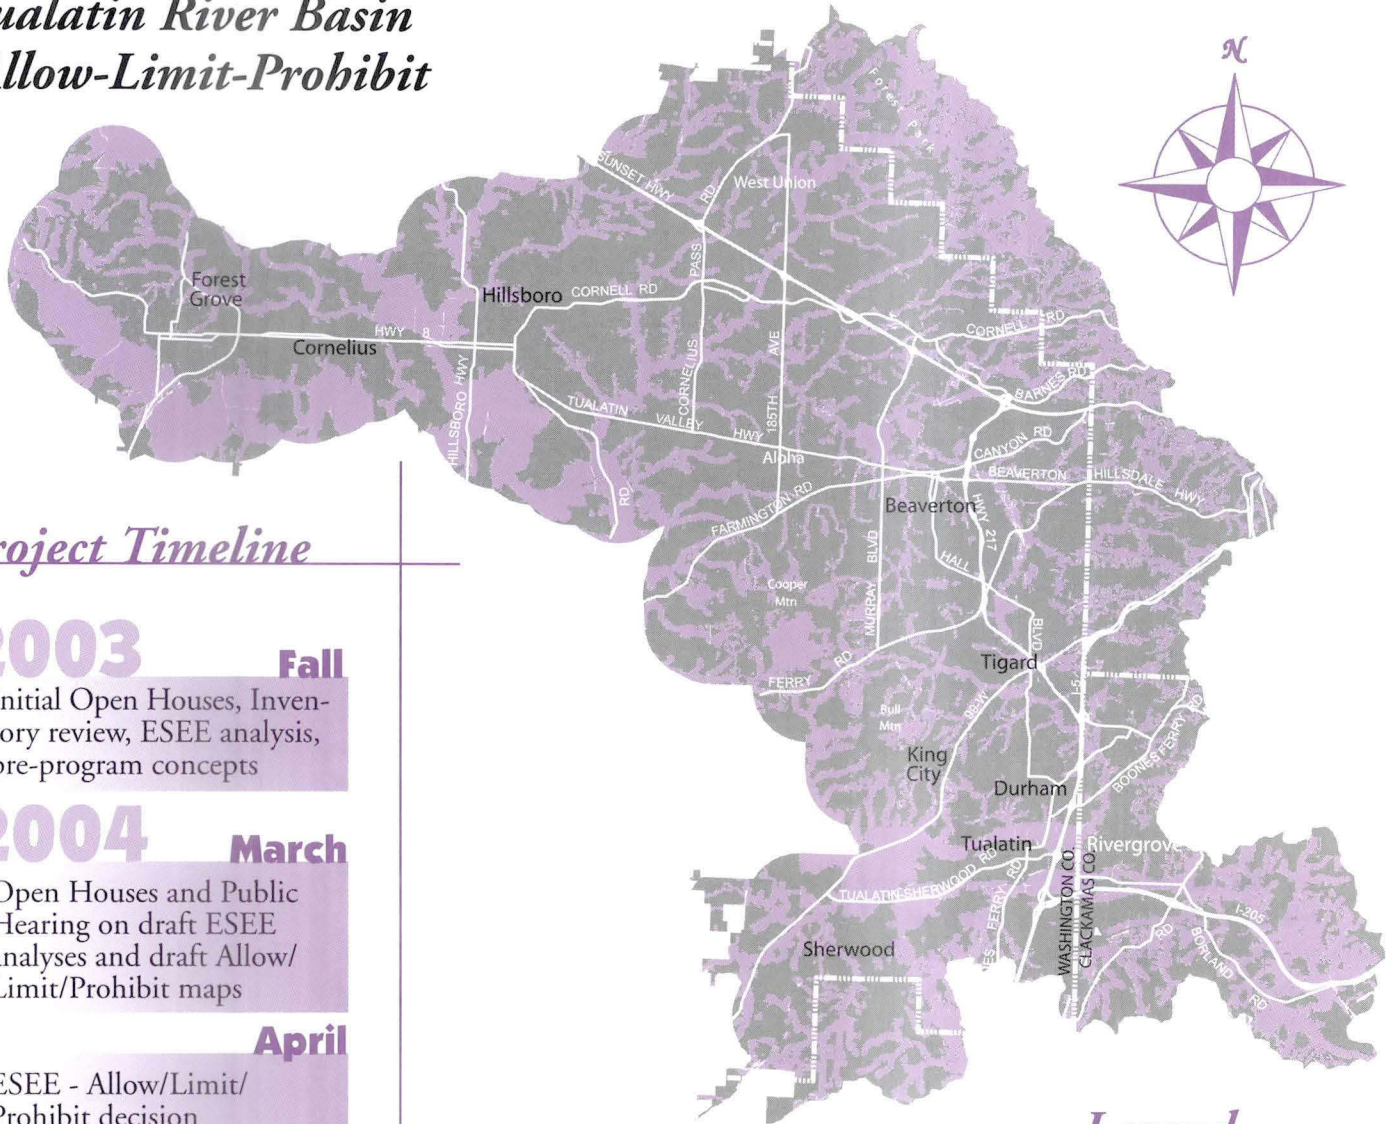 ualatin River Basin
llow-Limit-Prohibit
N
Forest Park
SUNSET HWY
RD
West Union
PASS
Forest
Grove
Hillsboro
CORNELL RD
HWY 8
Cornelius
CORNELL RD
HILLSBORO HWY
CORNELIUS
185TH AVE
BARNES RD
TUALATIN VALLEY HWY
Aloha
CANYON RD
BEAVERTON HILLSDALE HWY
RD
FARMINGTON RD
Beaverton
HWY 217
HALL BLVD
MURRAY BLVD
Cooper
Mtn
Tigard
FERRY RD
I-5
99-W
Bull
Mtn
King
City
BOONES FERRY RD
Durham
Tualatin
Rivergrove
TUALATIN-SHERWOOD RD
NES FERRY RD
WASHINGTON CO.
CLACKAMAS CO.
I-205
RD
BORLAND RD
Sherwood
roject Timeline
2003
Fall
nitial Open Houses, Inven-
ory review, ESEE analysis,
pre-program concepts
2004
March
Open Houses and Public
Hearing on draft ESEE
analyses and draft Allow/
Limit/Prohibit maps
April
ESEE - Allow/Limit/
Prohibit decision
Legend